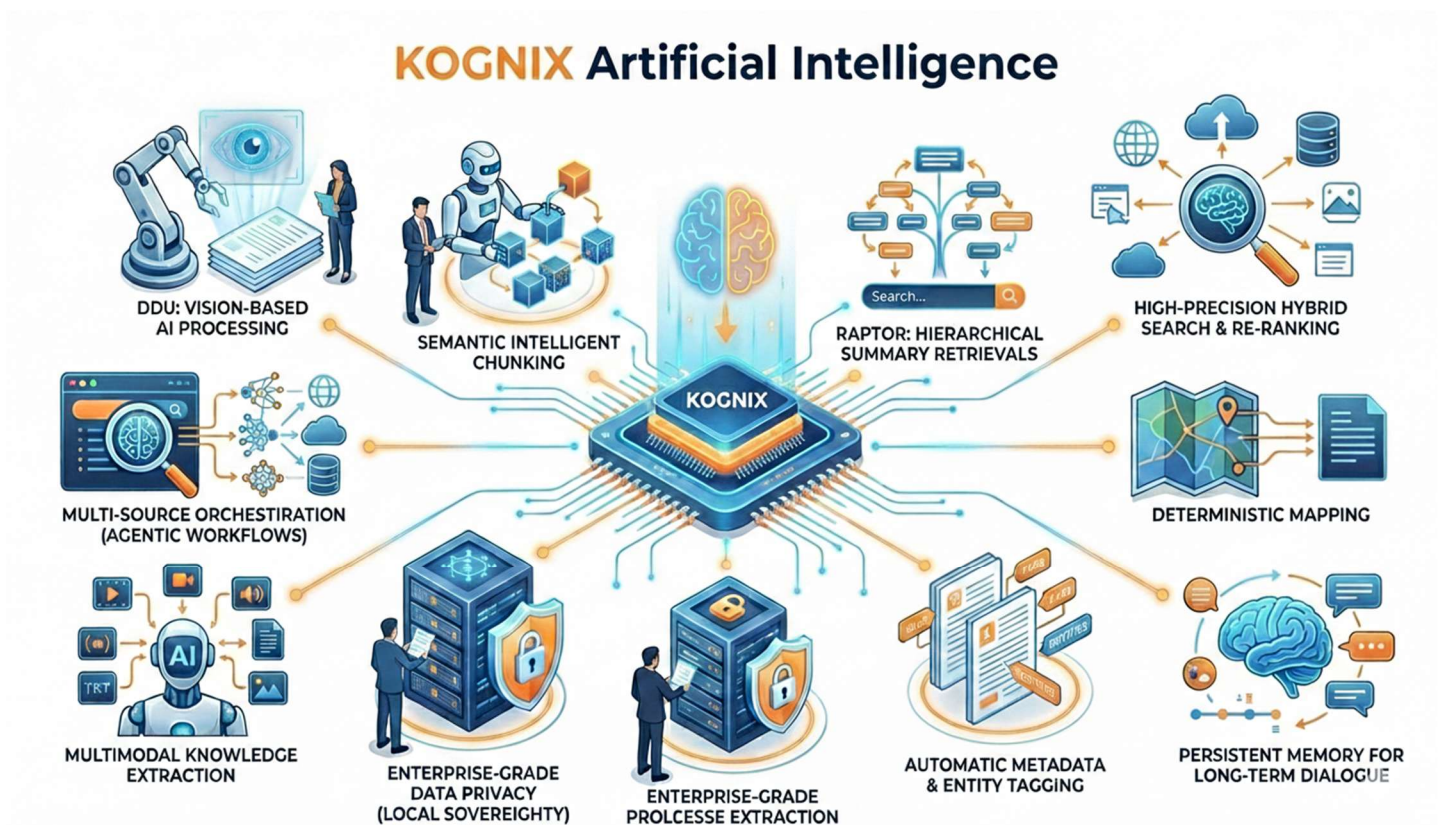 KOGNIX Artificial Intelligence
DDU: VISION-BASED
AI PROCESSING
SEMANTIC INTELLIGENT
CHUNKING
Search...
RAPTOR: HIERARCHICAL
SUMMARY RETRIEVALS
HIGH-PRECISION HYBRID
SEARCH & RE-RANKING
KOGNIX
MULTI-SOURCE ORCHESTIRATION
(AGENTIC WORKFLOWS)
DETERMINISTIC MAPPING
AI
TRT
MULTIMODAL KNOWLEDGE
EXTRACTION
ENTERPRISE-GRADE
DATA PRIVACY
(LOCAL SOVEREIGHTY)
ENTERPRISE-GRADE
PROLCESSE EXTRACTION
AUTOMATIC METADATA
& ENTITY TAGGING
PERSISTENT MEMORY FOR
LONG-TERM DIALOGUE